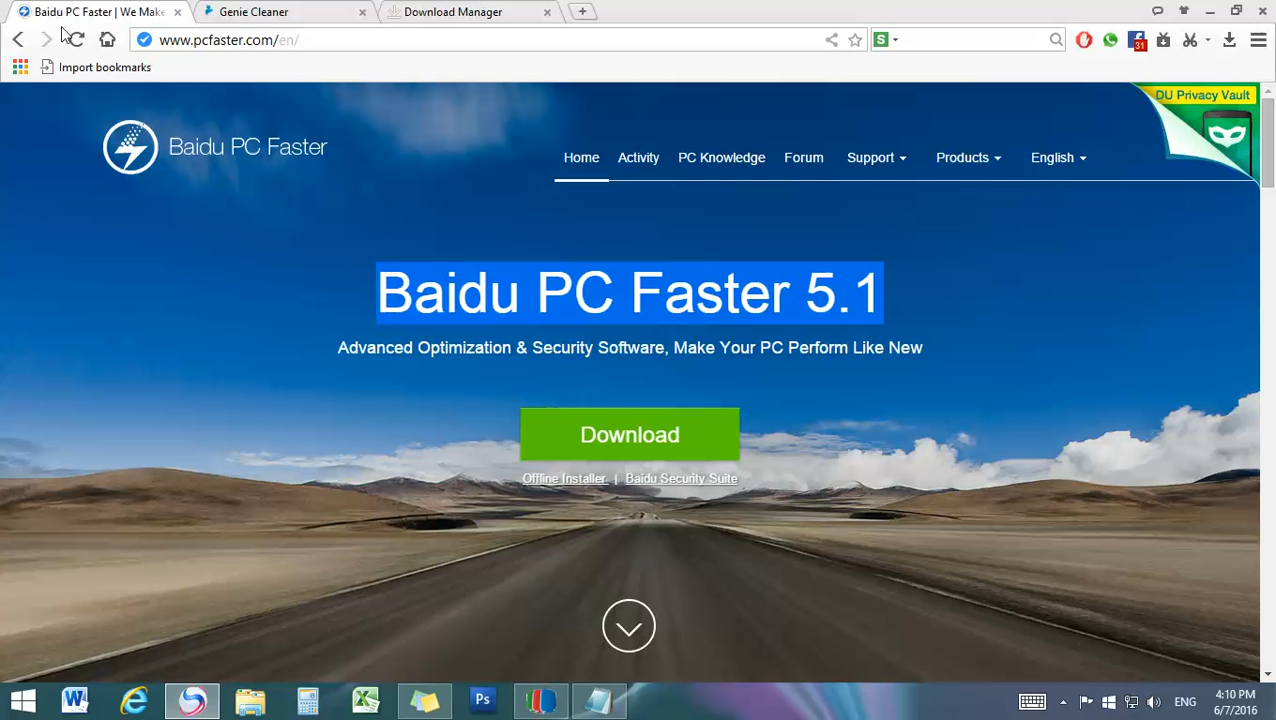 Baidu PC Faster | We Make
Genie Cleaner
Download Manager
www.pcfaster.com/en/
S
31
Import bookmarks
DU Privacy Vault
Baidu PC Faster
Home
Activity
PC Knowledge
Forum
Support
Products
English
Baidu PC Faster 5.1
Advanced Optimization & Security Software, Make Your PC Perform Like New
Download
Offline Installer | Baidu Security Suite
Ps
ENG
4:10 PM
6/7/2016